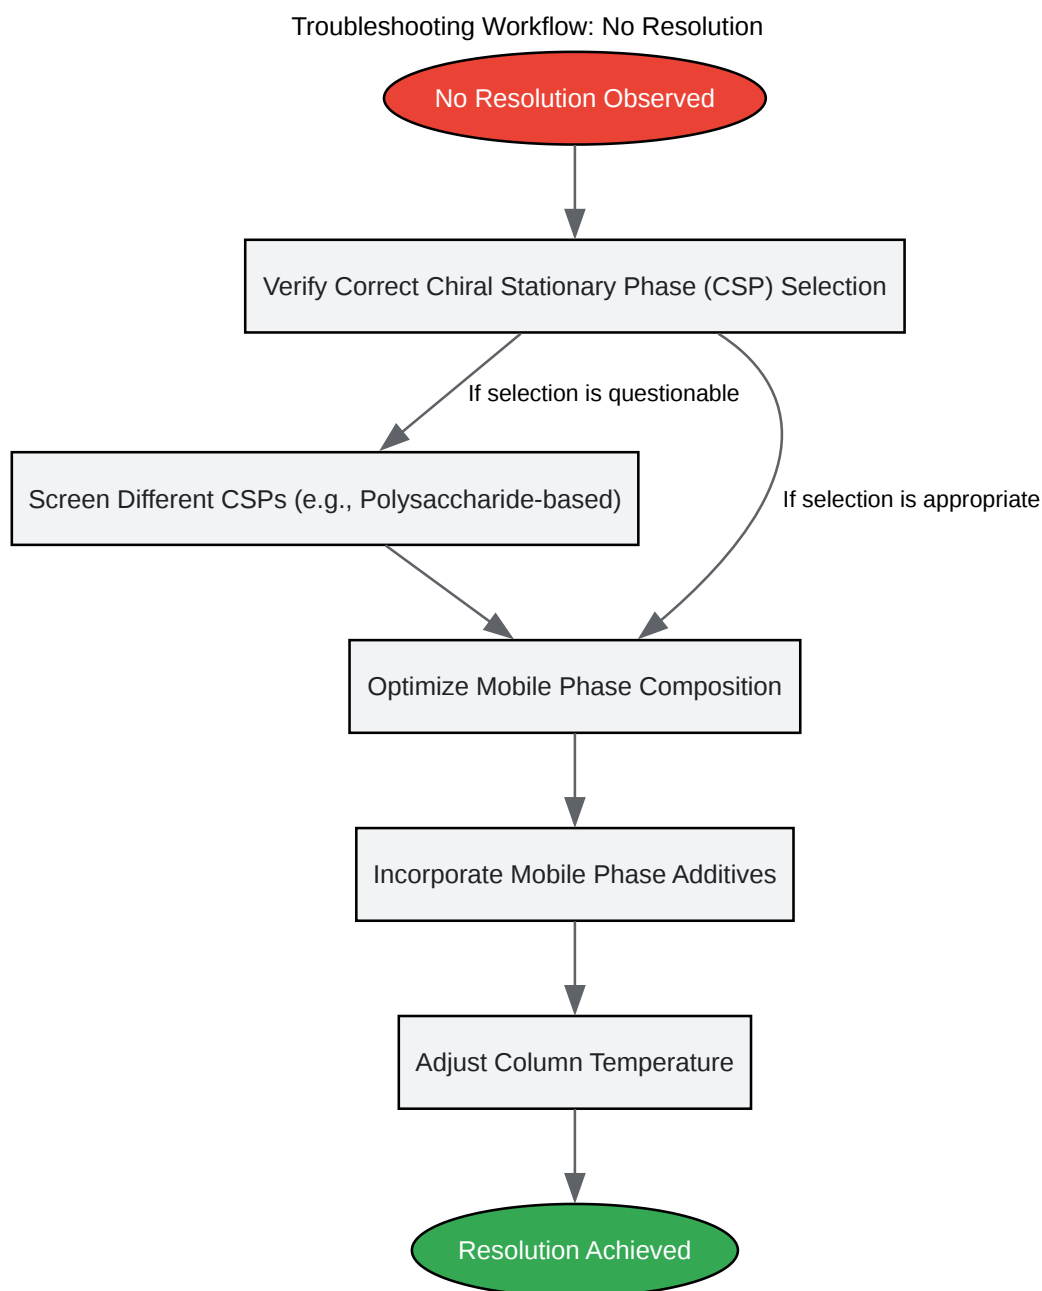 Troubleshooting Workflow: No Resolution
No Resolution Observed
Verify Correct Chiral Stationary Phase (CSP) Selection
If selection is questionable
Screen Different CSPs (e.g., Polysaccharide-based)
If selection is appropriate
Optimize Mobile Phase Composition
Incorporate Mobile Phase Additives
Adjust Column Temperature
Resolution Achieved